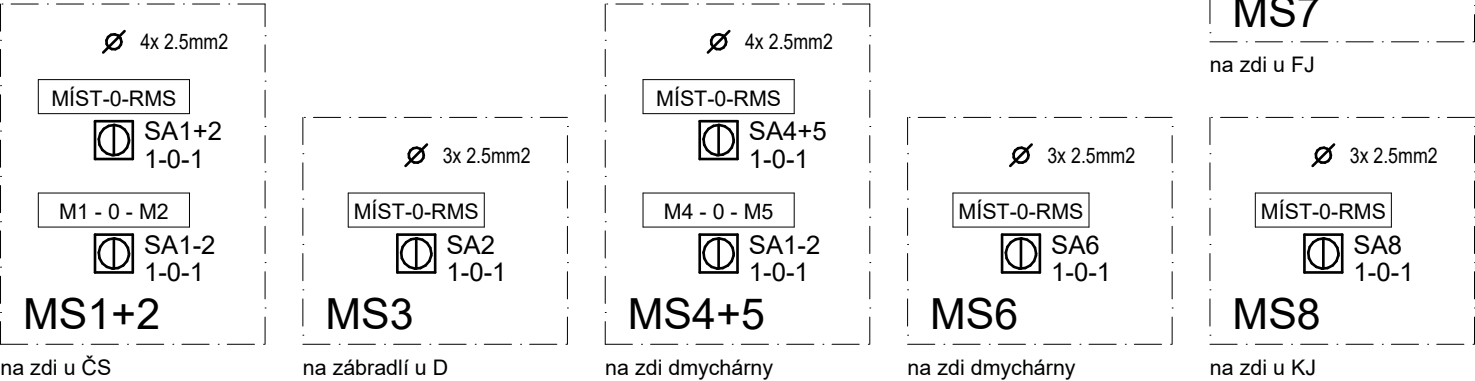 4x 2.5mm2
MÍST-0-RMS
SA1+2
1-0-1
M1 - 0 - M2
SA1-2
1-0-1
MS1+2
na zdi u ČS
3x 2.5mm2
MÍST-0-RMS
SA2
1-0-1
MS3
na zábradlí u D
4x 2.5mm2
MÍST-0-RMS
SA4+5
1-0-1
M4 - 0 - M5
SA1-2
1-0-1
MS4+5
na zdi dmychárny
3x 2.5mm2
MÍST-0-RMS
SA6
1-0-1
MS6
na zdi dmychárny
MS7
na zdi u FJ
3x 2.5mm2
MÍST-0-RMS
SA8
1-0-1
MS8
na zdi u KJ